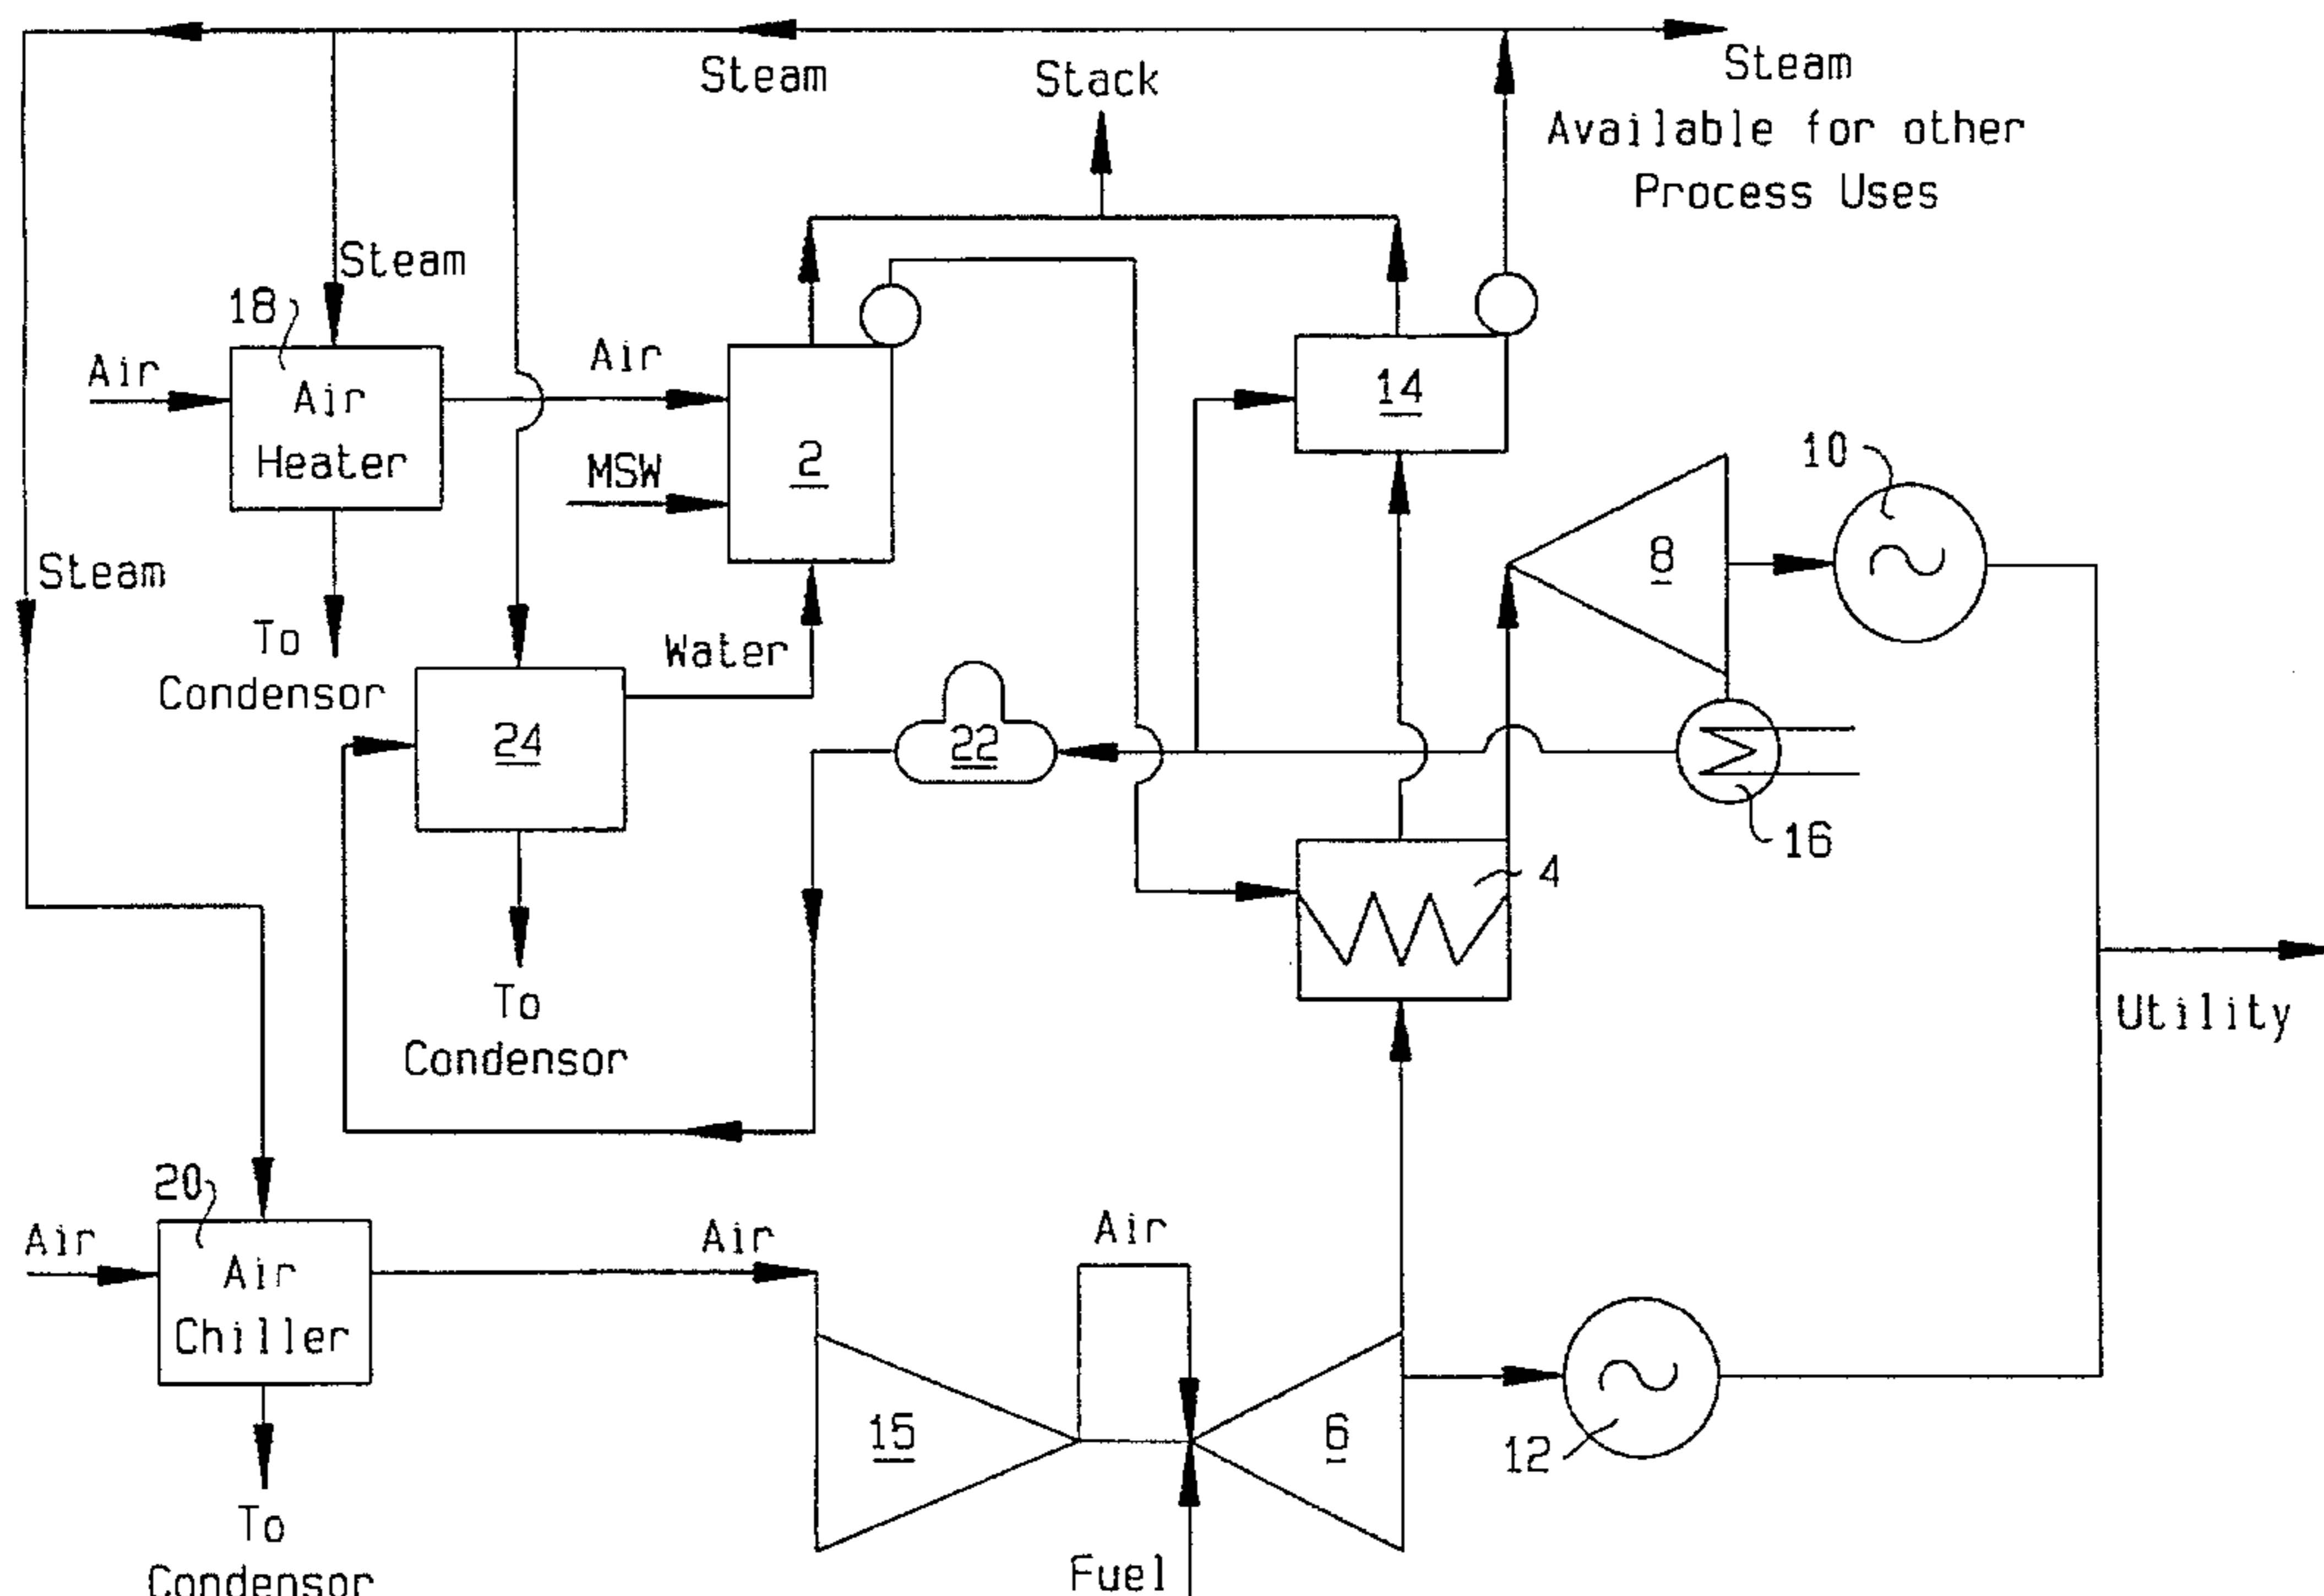 Steam
Stack
Steam
Available for other
Process Uses
Steam
18
Air
Air
Heater
Air
MSW
2
14
10
8
Steam
To
Condensor
Water
24
22
16
4
To
Condensor
Utility
20
Air
Air
Chiller
Air
Air
15
6
12
To
Condensor
Fuel